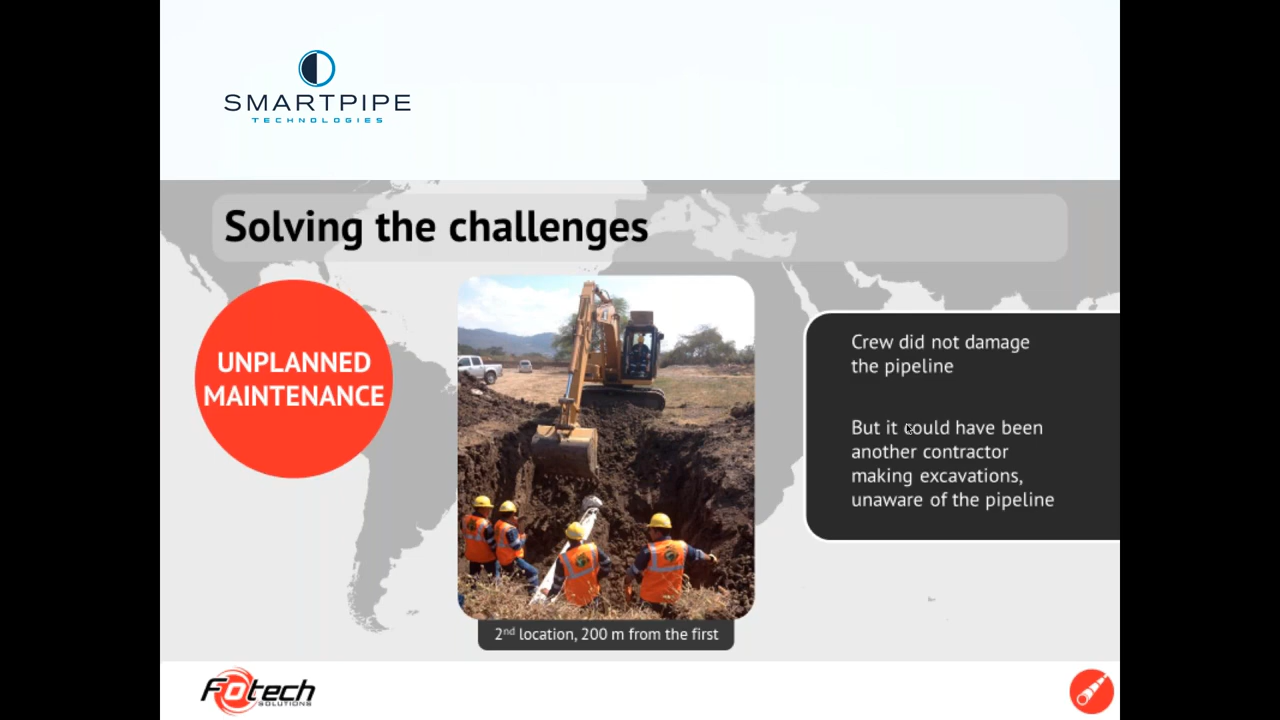 SMARTPIPE
TECHNOLOGIES
Solving the challenges
UNPLANNED
MAINTENANCE
Crew did not damage
the pipeline
But it could have been
another contractor
making excavations,
unaware of the pipeline
2nd location, 200 m from the first
Fotech
SOLUTIONS